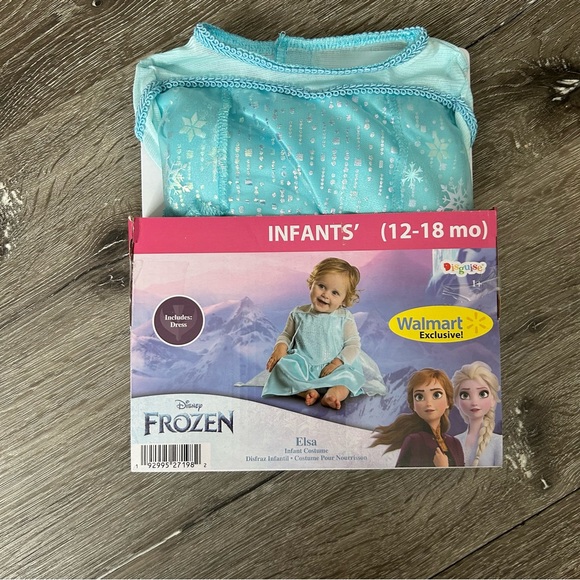 INFANTS' (12-18 mo)
Disguise
1+
Includes:
Dress
Walmart
Exclusive!
Disney
FROZEN
Elsa
Infant Costume
Disfraz Infantil • Costume Pour Nourrisson
1 92995 27198 2